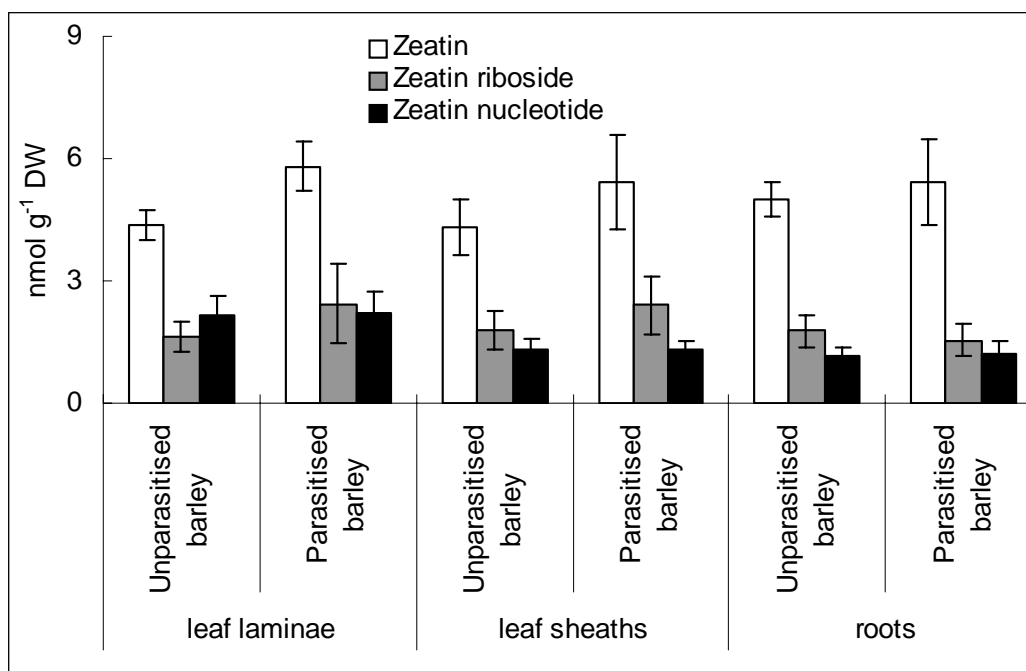 9
6
3
0
nmol g⁻¹ DW
Zeatin
Zeatin riboside
Zeatin nucleotide
Unparasitised
barley
Parasitised
barley
Unparasitised
barley
Parasitised
barley
Unparasitised
barley
Parasitised
barley
leaf laminae
leaf sheaths
roots